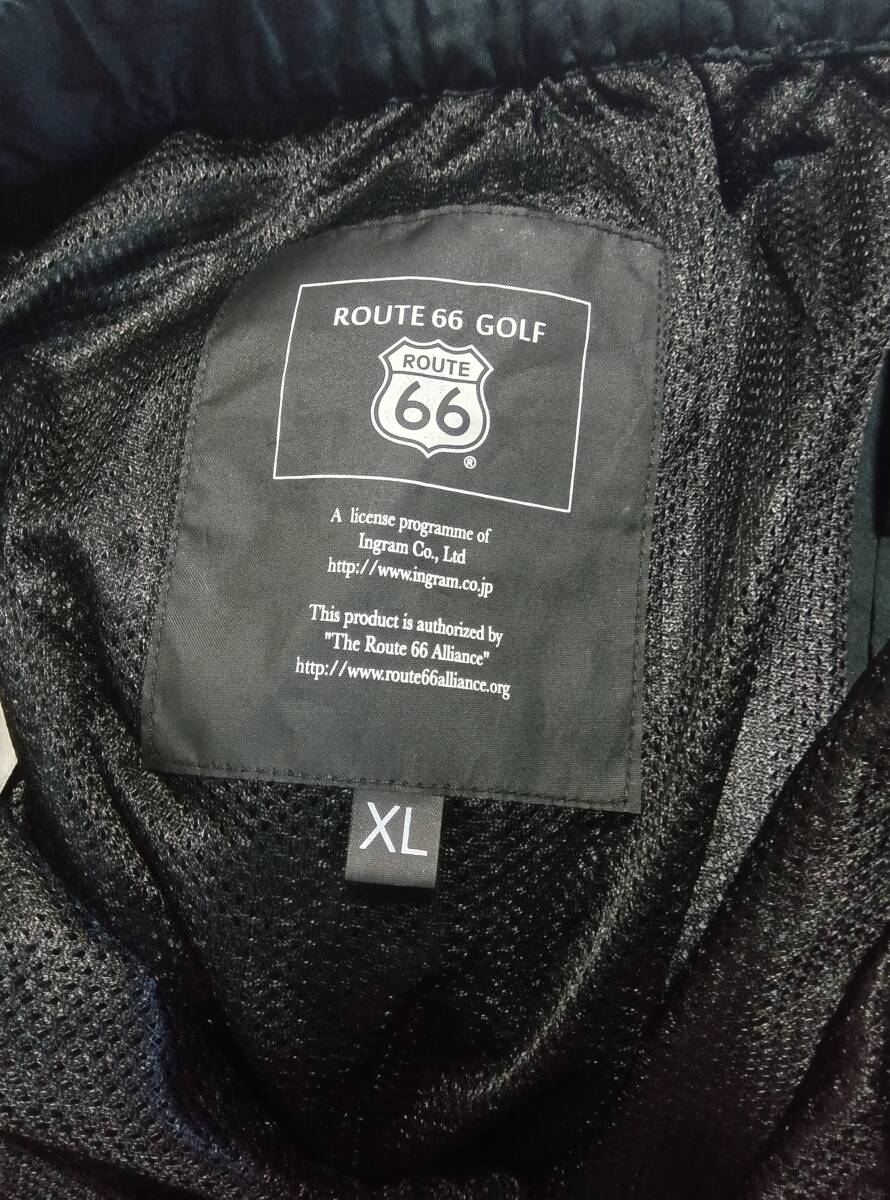 ROUTE 66 GOLF
ROUTE
66
®
A license programme of
Ingram Co., Ltd
http://www.ingram.co.jp
This product is authorized by
"The Route 66 Alliance"
http://www.route66alliance.org
XL